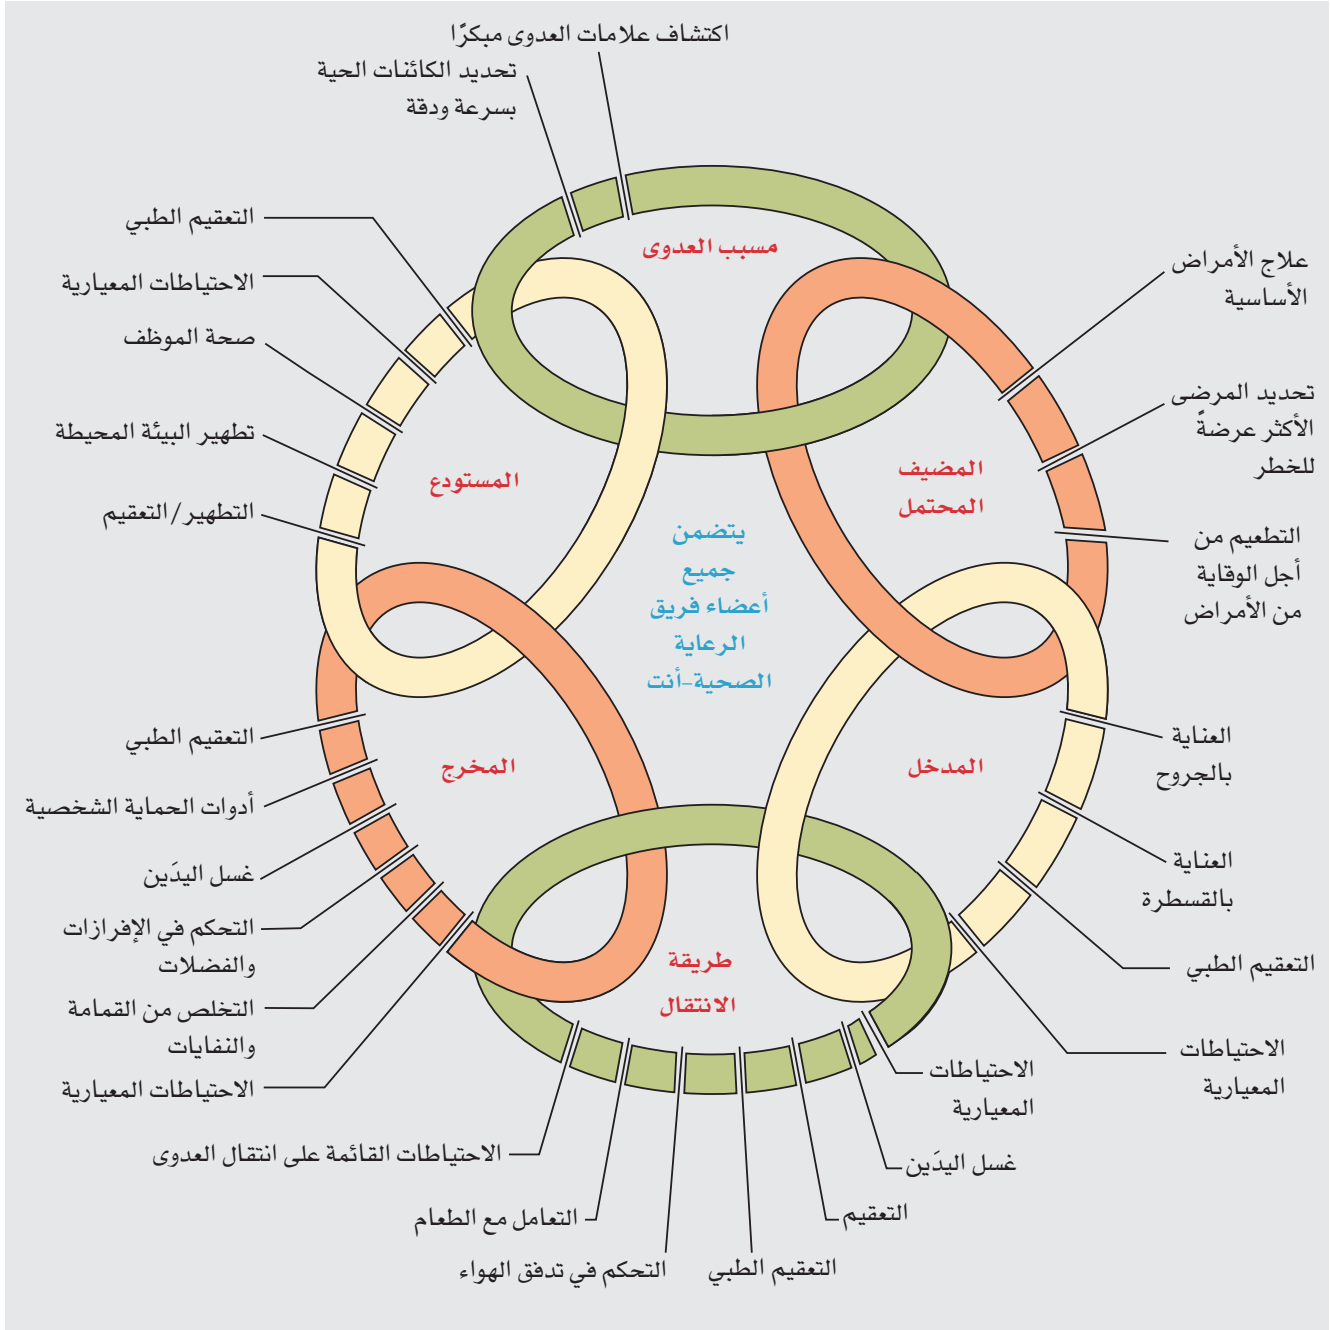 اكتشاف علامات العدوى مبكرًا
تحديد الكائنات الحية
بسرعة ودقة
مسبب العدوى
علاج الأمراض
الأساسية
تحديد المرضى
الأكثر عرضةً
للخطر
التطعيم من
أجل الوقاية
من الأمراض
المضيف
المحتمل
العناية
بالجروح
العناية
بالقسطرة
التعقيم الطبي
الاحتياطات
المعيارية
المدخل
الاحتياطات
المعيارية
غسل اليدَين
التعقيم
التعقيم الطبي
التحكم في تدفق الهواء
التعامل مع الطعام
الاحتياطات القائمة على انتقال العدوى
طريقة
الانتقال
التعقيم الطبي
أدوات الحماية الشخصية
غسل اليدَين
التحكم في الإفرازات
والفضلات
التخلص من القمامة
والنفايات
الاحتياطات المعيارية
المخرج
التعقيم الطبي
الاحتياطات المعيارية
صحة الموظف
تطهير البيئة المحيطة
التطهير/التعقيم
المستودع
يتضمن
جميع
أعضاء فريق
الرعاية
الصحية-أنت